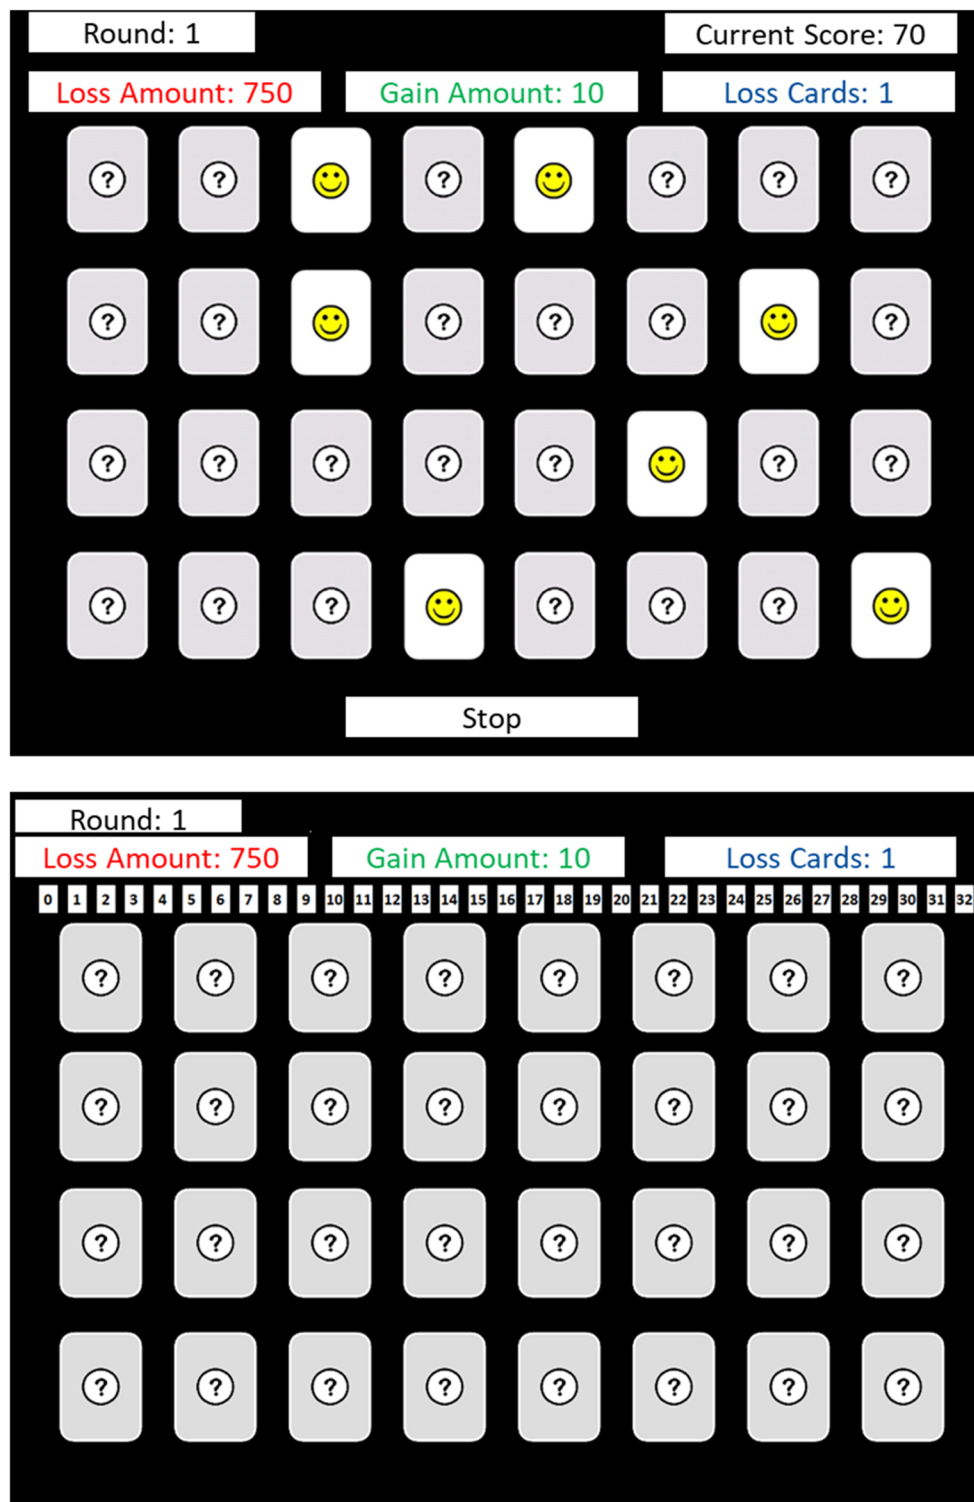 Round: 1 Current Score: 70
Loss Amount: 750 Gain Amount: 10 Loss Cards: 1
? ? ? ? ? ?
? ? ? ? ? ?
? ? ? ? ? ? ?
? ? ? ? ? ?
Stop
Round: 1
Loss Amount: 750 Gain Amount: 10 Loss Cards: 1
0 1 2 3 4 5 6 7 8 9 10 11 12 13 14 15 16 17 18 19 20 21 22 23 24 25 26 27 28 29 30 31 32
? ? ? ? ? ? ? ?
? ? ? ? ? ? ? ?
? ? ? ? ? ? ? ?
? ? ? ? ? ? ? ?